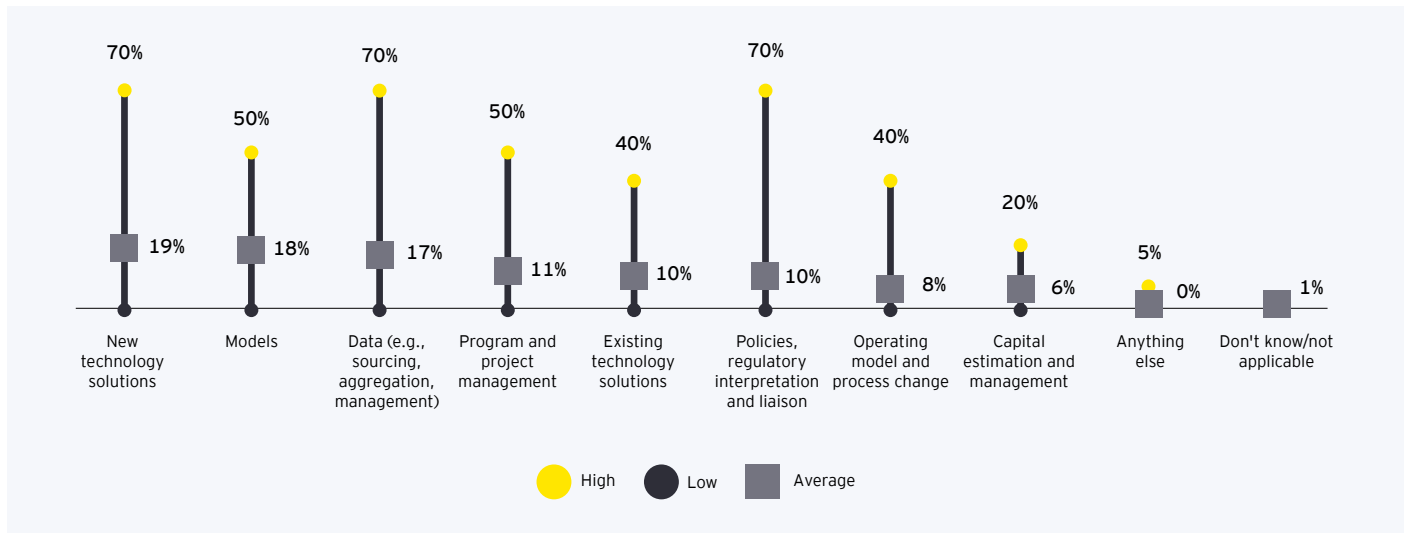 70%
50%
70%
50%
40%
70%
40%
20%
5%
19%
18%
17%
11%
10%
10%
8%
6%
0%
1%
New
technology
solutions
Models
Data (e.g.,
sourcing,
aggregation,
management)
Program and
project
management
Existing
technology
solutions
Policies,
regulatory
interpretation
and liaison
Operating
model and
process change
Capital
estimation and
management
Anything
else
Don't know/not
applicable
High
Low
Average